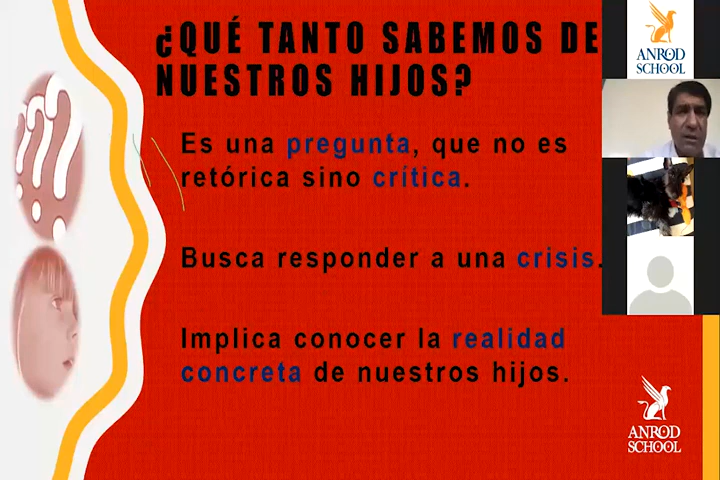 ¿QUÉ TANTO SABEMOS DE
NUESTROS HIJOS?
Es una pregunta, que no es
retórica sino crítica.
Busca responder a una crisis.
Implica conocer la realidad
concreta de nuestros hijos.
ANROD
SCHOOL
ANROD
SCHOOL
???